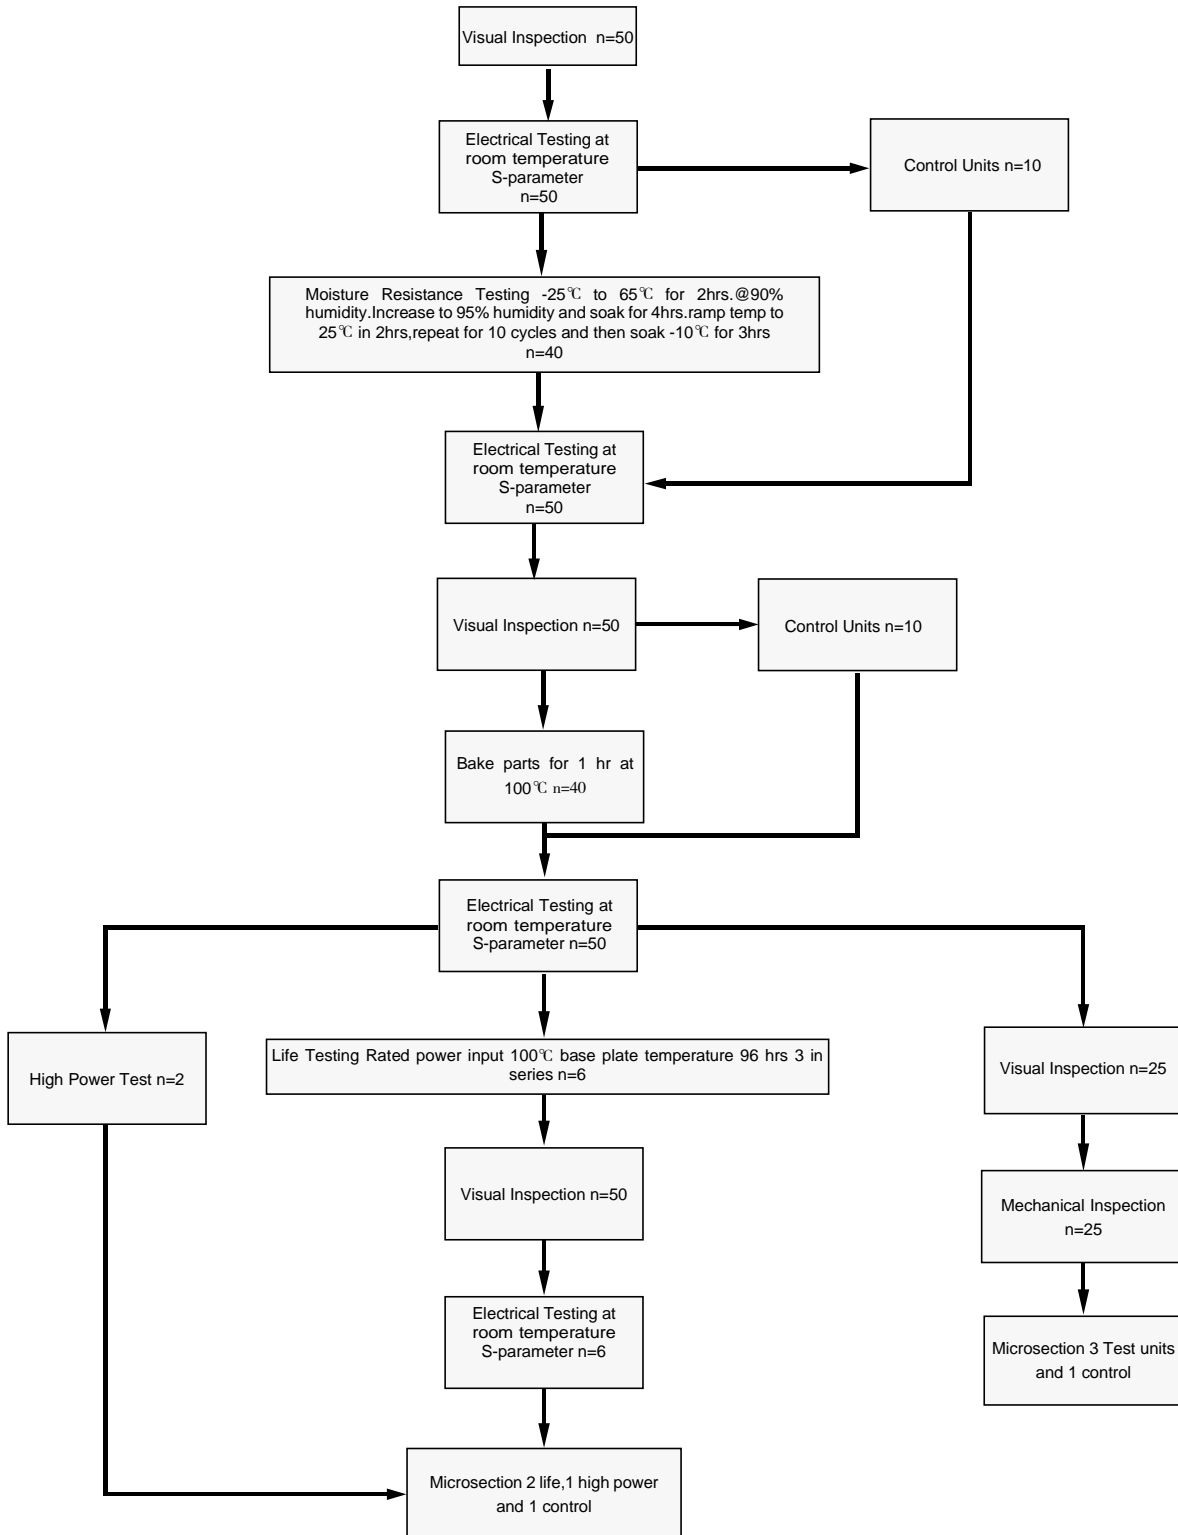 Visual Inspection n=50
Electrical Testing at
room temperature
S-parameter
n=50
Control Units n=10
Moisture Resistance Testing -25℃ to 65℃ for 2hrs.@90%
humidity.Increase to 95% humidity and soak for 4hrs.ramp temp to
25℃ in 2hrs,repeat for 10 cycles and then soak -10℃ for 3hrs
n=40
Electrical Testing at
room temperature
S-parameter
n=50
Visual Inspection n=50
Control Units n=10
Bake parts for 1 hr at
100℃ n=40
Electrical Testing at
room temperature
S-parameter n=50
High Power Test n=2
Life Testing Rated power input 100℃ base plate temperature 96 hrs 3 in
series n=6
Visual Inspection n=25
Visual Inspection n=50
Mechanical Inspection
n=25
Electrical Testing at
room temperature
S-parameter n=6
Microsection 3 Test units
and 1 control
Microsection 2 life,1 high power
and 1 control